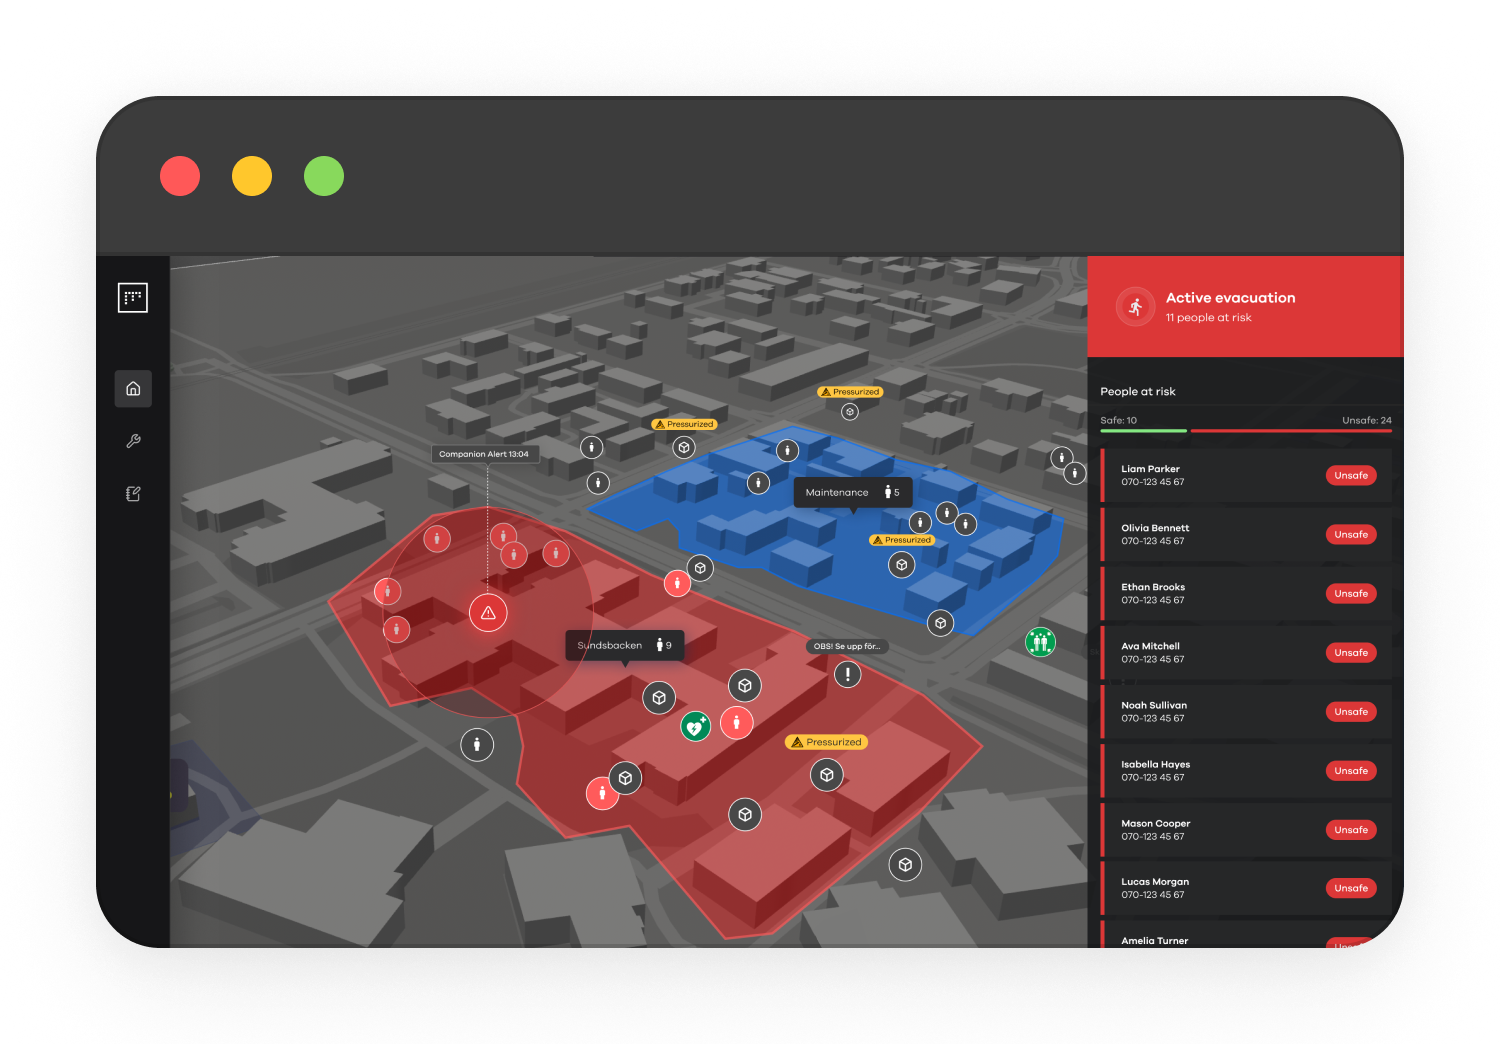 Active evacuation
11 people at risk
Pressurized
Pressurized
Companion Alert 13:04
Maintenance 5
Pressurized
Sundsbacken 9
OBS! Se upp för...
Pressurized
People at risk
Safe: 10 Unsafe: 24
Liam Parker
070-123 45 67
Unsafe
Olivia Bennett
070-123 45 67
Unsafe
Ethan Brooks
070-123 45 67
Unsafe
Ava Mitchell
070-123 45 67
Unsafe
Noah Sullivan
070-123 45 67
Unsafe
Isabella Hayes
070-123 45 67
Unsafe
Mason Cooper
070-123 45 67
Unsafe
Lucas Morgan
070-123 45 67
Unsafe
Amelia Turner